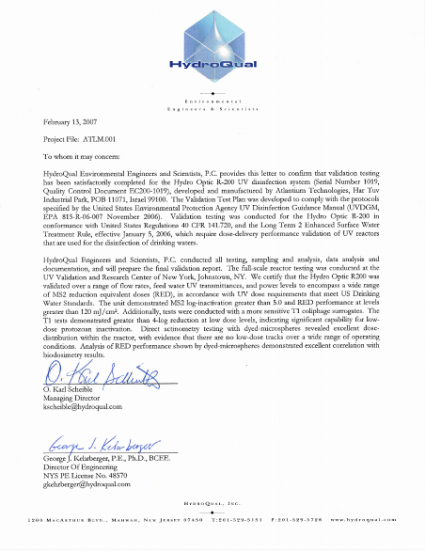 HydroQual
Environmental
Engineers & Scientists
February 13, 2007
Project File: ATLM.001
To whom it may concern:
HydroQual Environmental Engineers and Scientists, P.C. provides this letter to confirm that validation testing
has been satisfactorily completed for the Hydro Optic R-200 UV disinfection system (Serial Number 1019,
Quality Control Document EC200-1019), developed and manufactured by Atlantium Technologies, Har Tuv
Industrial Park, POB 11071, Israel 99100. The Validation Test Plan was developed to comply with the protocols
specified by the United States Environmental Protection Agency UV Disinfection Guidance Manual (UVDGM,
EPA 815-R-06-007 November 2006). Validation testing was conducted for the Hydro Optic R-200 in
conformance with United States Regulations 40 CFR 141.720, and the Long Term 2 Enhanced Surface Water
Treatment Rule, effective January 5, 2006, which require dose-delivery performance validation of UV reactors
that are used for the disinfection of drinking waters.
HydroQual Engineers and Scientists, P.C. conducted all testing, sampling and analysis, data analysis and
documentation, and will prepare the final validation report. The full-scale reactor testing was conducted at the
UV Validation and Research Center of New York, Johnstown, NY. We certify that the Hydro Optic R200 was
validated over a range of flow rates, feed water UV transmittances, and power levels to encompass a wide range
of MS2 reduction equivalent doses (RED), in accordance with UV dose requirements that meet US Drinking
Water Standards. The unit demonstrated MS2 log-inactivation greater than 5.0 and RED performance at levels
greater than 120 mJ/cm². Additionally, tests were conducted with a more sensitive T1 coliphage surrogates. The
T1 tests demonstrated greater than 4-log reduction at low dose levels, indicating significant capability for low-
dose protozoan inactivation. Direct actinometry testing with dyed-microspheres revealed excellent dose-
distribution within the reactor, with evidence that there are no low-dose tracks over a wide range of operating
conditions. Analysis of RED performance shown by dyed-microspheres demonstrated excellent correlation with
biodosimetry results.
O. Karl Scheible
O. Karl Scheible
Managing Director
kscheible@hydroqual.com
George J. Kehrberger
George J. Kehrberger, P.E., Ph.D., BCEE.
Director Of Engineering
NYS PE License No. 48570
gkehrberger@hydroqual.com
HydroQual, Inc.
1200 MacArthur Blvd., Mahwah, New Jersey 07430 T:201-529-5151 F:201-529-5728 www.hydroqual.com